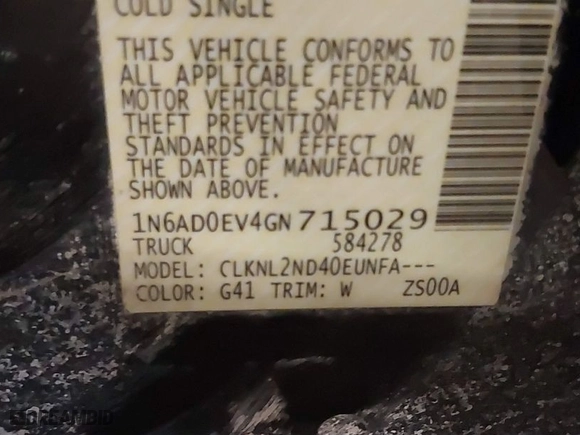 COLD SINGLE
THIS VEHICLE CONFORMS TO
ALL APPLICABLE FEDERAL
MOTOR VEHICLE SAFETY AND
THEFT PREVENTION
STANDARDS IN EFFECT ON
THE DATE OF MANUFACTURE
SHOWN ABOVE.
1N6AD0EV4GN715029
TRUCK 584278
MODEL: CLKNL2ND40EUNFA---
COLOR: G41 TRIM: W ZS00A